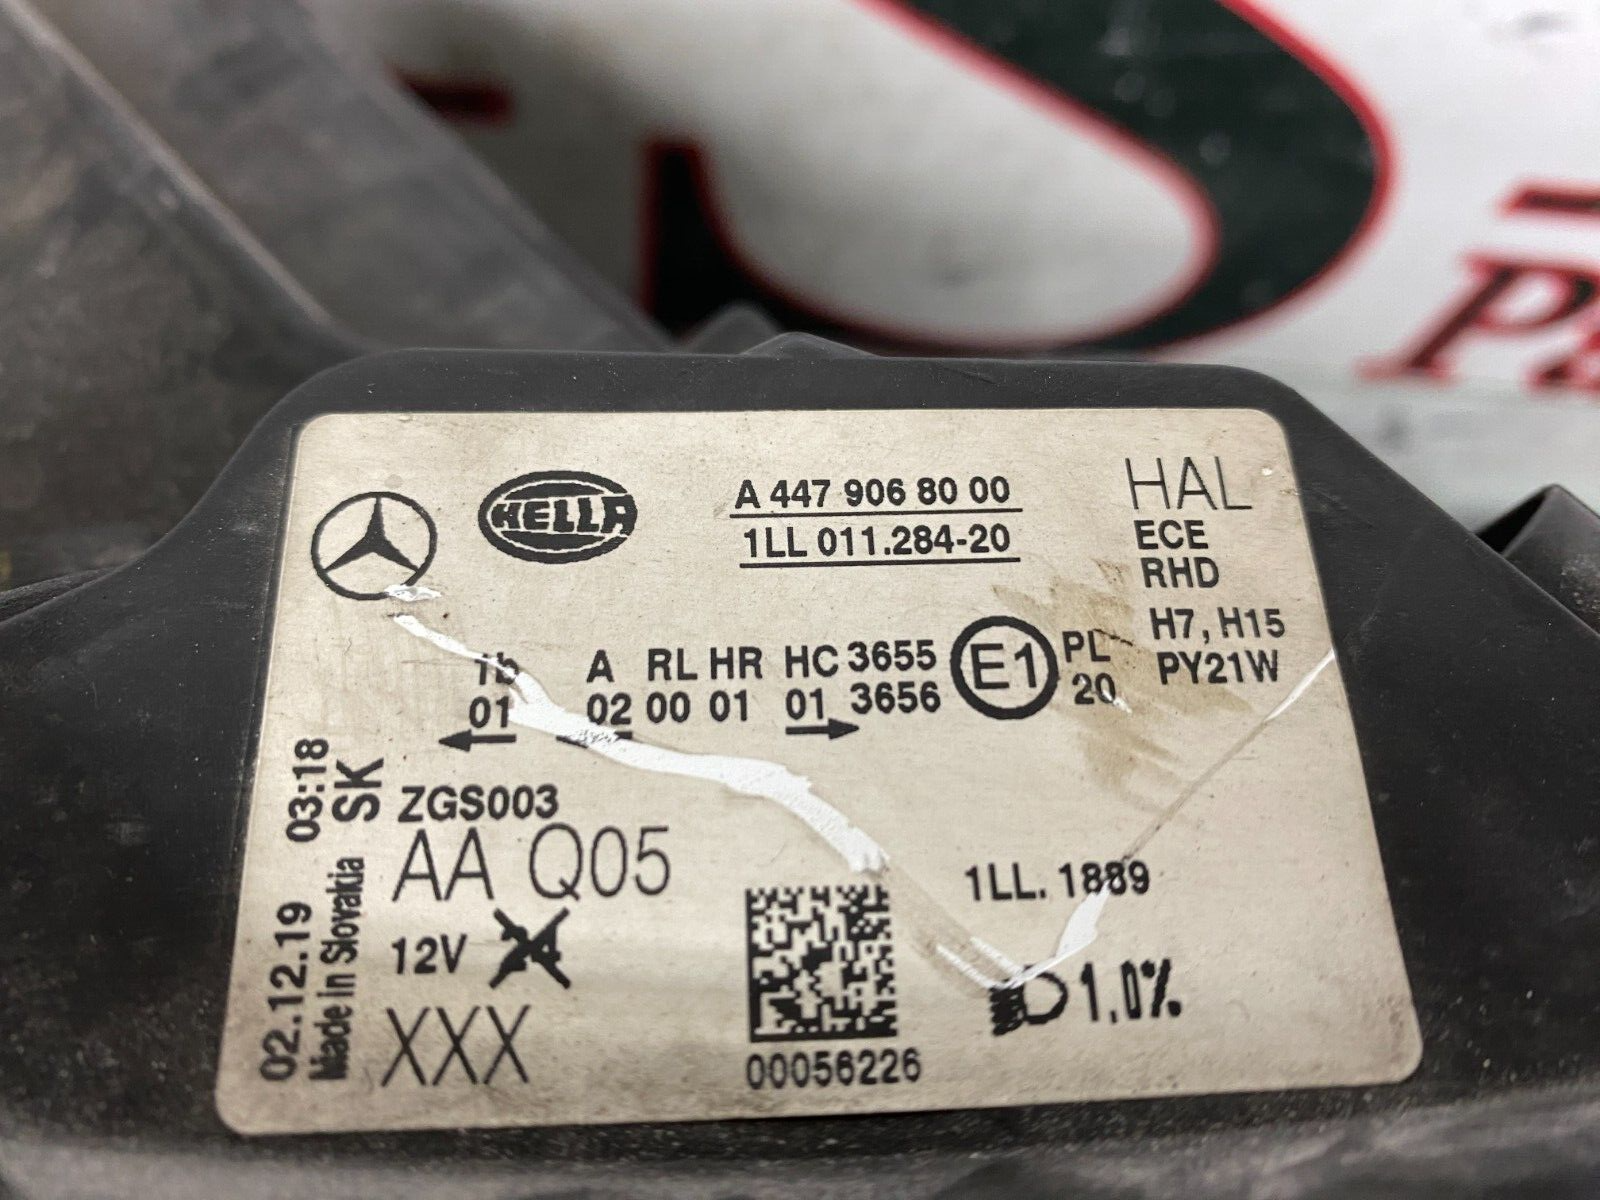 HELLA
A 447 906 80 00
1LL 011.284-20
HAL
ECE
RHD
H7, H15
PY21W
1b A RL HR HC 3655
01 02 00 01 01 3656
E1
PL
20
ZGS003
AA Q05
12V
XXX
02.12.19 03:18
Made in Slovakia SK
00056226
1LL. 1889
1.0%
S